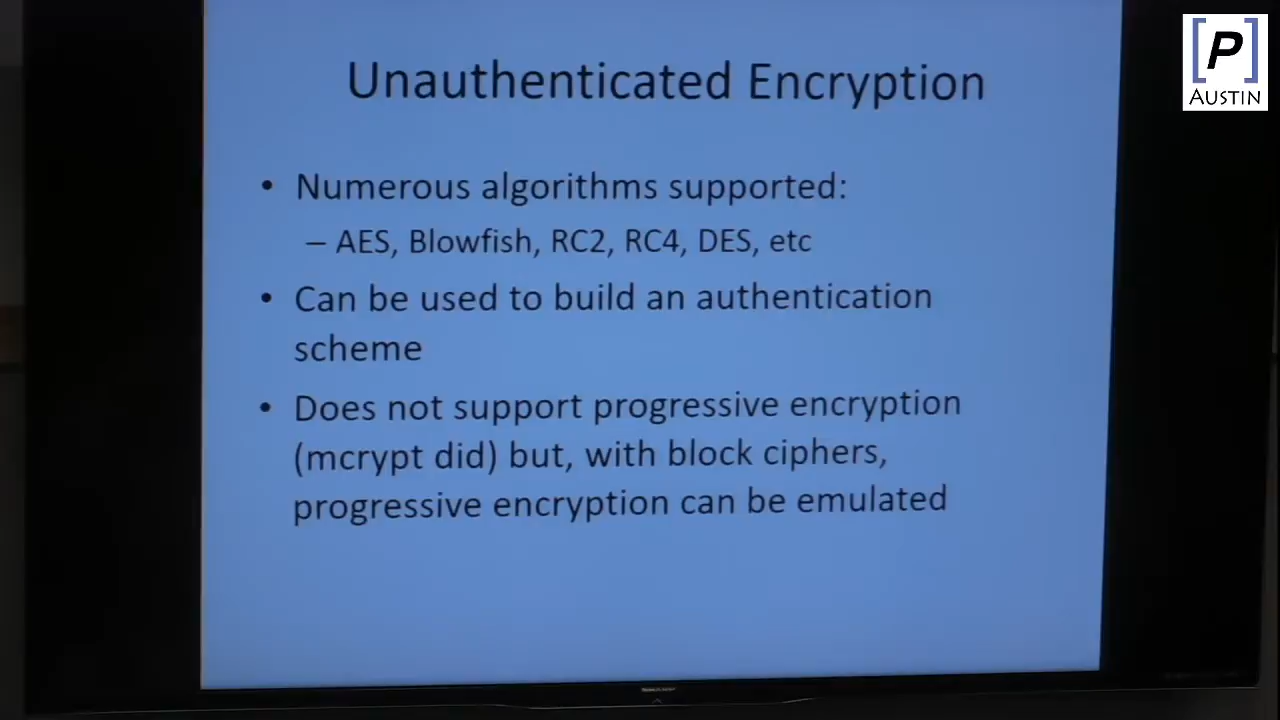 Unauthenticated Encryption
• Numerous algorithms supported:
– AES, Blowfish, RC2, RC4, DES, etc
• Can be used to build an authentication
scheme
• Does not support progressive encryption
(mcrypt did) but, with block ciphers,
progressive encryption can be emulated
[P]
AUSTIN